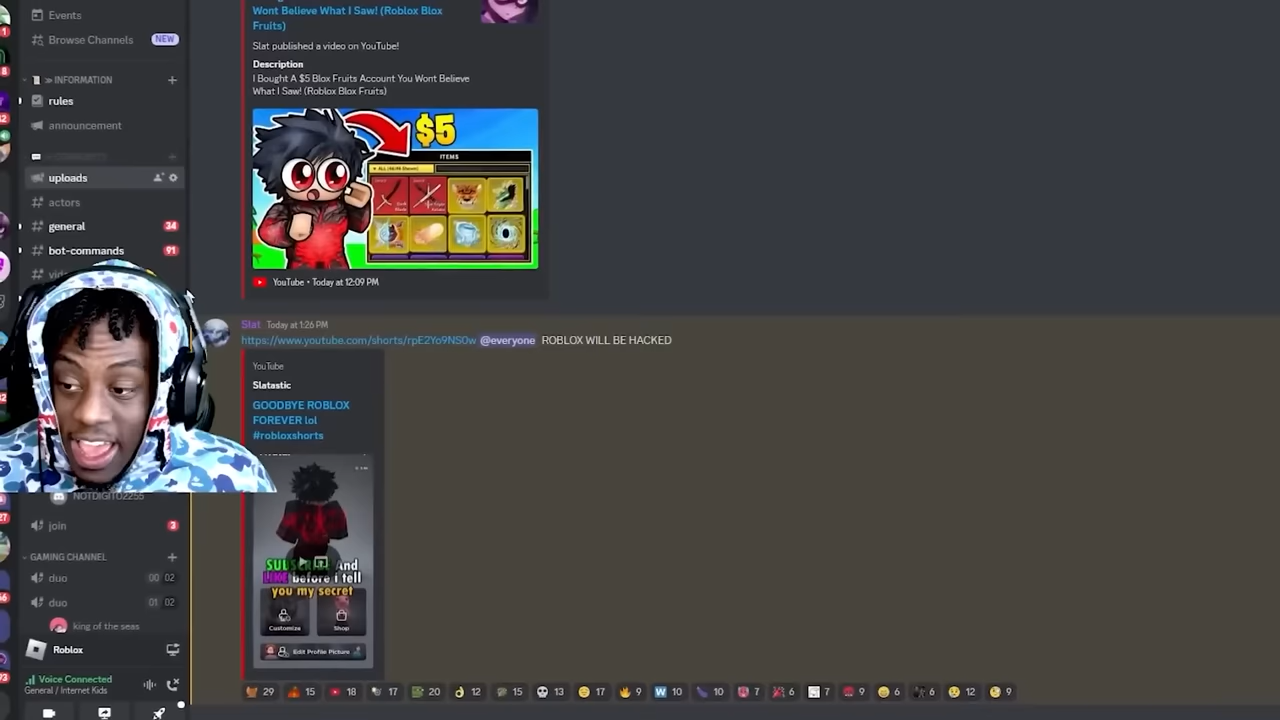 Events
Browse Channels NEW
INFORMATION
rules
announcement
uploads
actors
general 34
bot-commands 91
NOTDIGITO2255
join 3
GAMING CHANNEL
duo 00 02
duo 01 02
king of the seas
Roblox
Voice Connected
General / Internet Kids
Wont Believe What I Saw! (Roblox Blox
Fruits)
Slat published a video on YouTube!
Description
I Bought A $5 Blox Fruits Account You Wont Believe
What I Saw! (Roblox Blox Fruits)
$5
ITEMS
YouTube • Today at 12:09 PM
Slat Today at 1:26 PM
https://www.youtube.com/shorts/rpE2Yo9NS0w @everyone ROBLOX WILL BE HACKED
YouTube
Slatastic
GOODBYE ROBLOX
FOREVER lol
#robloxshorts
SUBSCRIBE And
LIKE before i tell
you my secret
Customize Shop
Edit Profile Picture
29 15 18 17 20 12 15 13 17 9 10 10 7 6 7 9 6 6 12 9